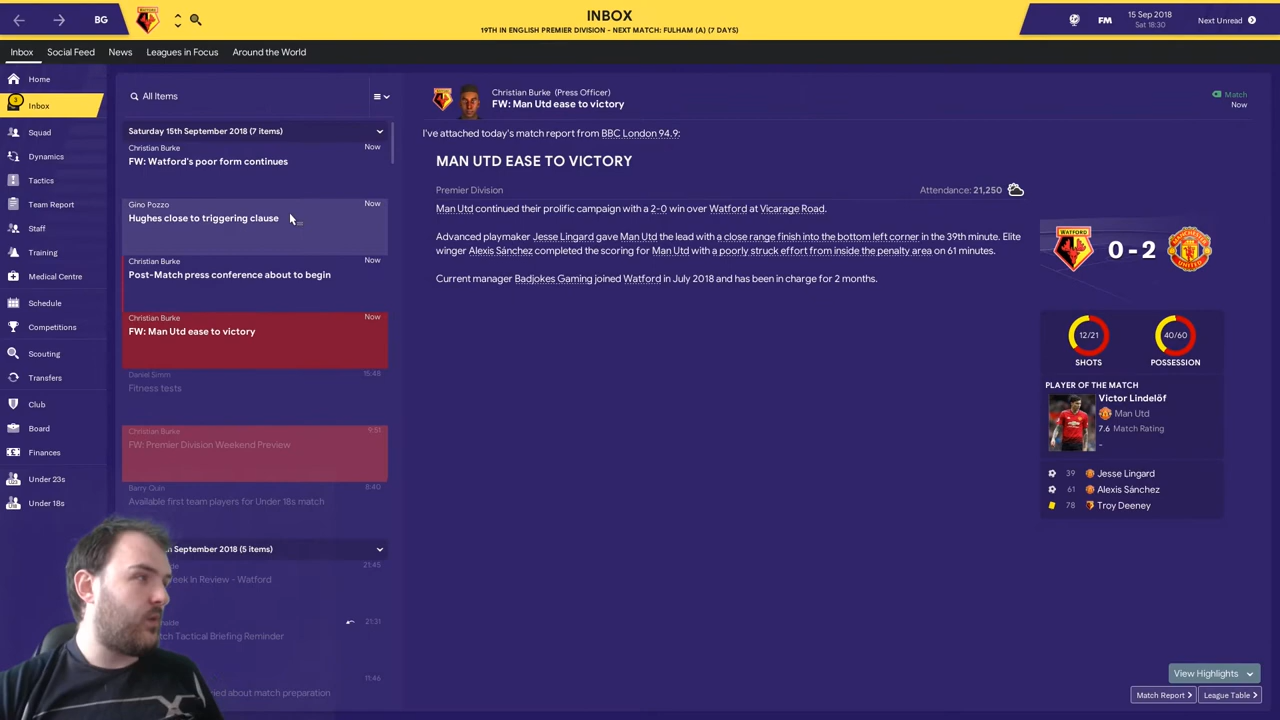 BG
INBOX
19TH IN ENGLISH PREMIER DIVISION - NEXT MATCH: FULHAM (A) (7 DAYS)
FM
15 Sep 2018
Sat 18:30
Next Unread
Inbox
Social Feed
News
Leagues in Focus
Around the World
Home
3
Inbox
Squad
Dynamics
Tactics
Team Report
Staff
Training
Medical Centre
Schedule
Competitions
Scouting
Transfers
Club
Board
Finances
Under 23s
Under 18s
All Items
Saturday 15th September 2018 (7 items)
Christian Burke
Now
FW: Watford's poor form continues
Gino Pozzo
Now
Hughes close to triggering clause
Christian Burke
Now
Post-Match press conference about to begin
Christian Burke
Now
FW: Man Utd ease to victory
Daniel Simm
15:48
Fitness tests
Christian Burke
9:51
FW: Premier Division Weekend Preview
Barry Quin
8:40
Available first team players for Under 18s match
September 2018 (5 items)
21:45
Week In Review - Watford
21:31
Tactical Briefing Reminder
11:46
about match preparation
Christian Burke (Press Officer)
FW: Man Utd ease to victory
Match
Now
I've attached today's match report from BBC London 94.9:
MAN UTD EASE TO VICTORY
Premier Division
Attendance: 21,250
Man Utd continued their prolific campaign with a 2-0 win over Watford at Vicarage Road.
Advanced playmaker Jesse Lingard gave Man Utd the lead with a close range finish into the bottom left corner in the 39th minute. Elite
winger Alexis Sánchez completed the scoring for Man Utd with a poorly struck effort from inside the penalty area on 61 minutes.
Current manager Badjokes Gaming joined Watford in July 2018 and has been in charge for 2 months.
WATFORD
0 - 2
12/21
SHOTS
40/60
POSSESSION
PLAYER OF THE MATCH
Victor Lindelöf
Man Utd
7.6 Match Rating
-
39 Jesse Lingard
61 Alexis Sánchez
78 Troy Deeney
View Highlights
Match Report
League Table